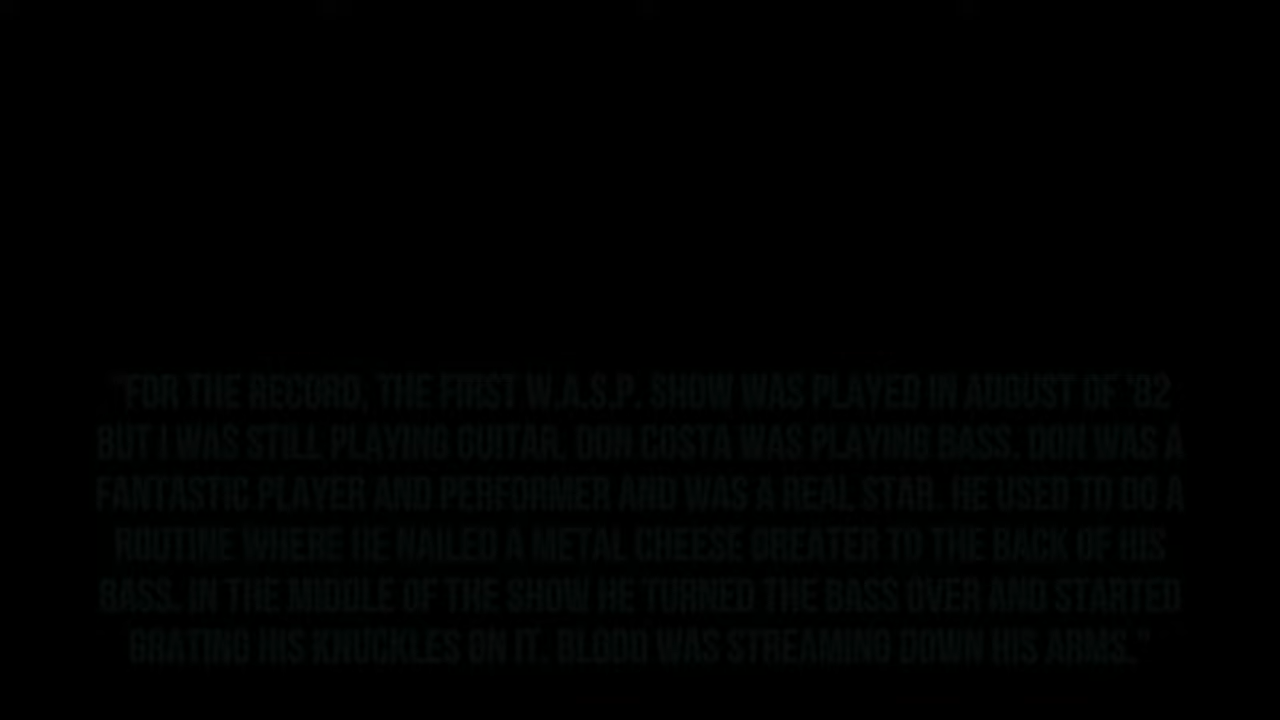 "FOR THE RECORD, THE FIRST W.A.S.P. SHOW WAS PLAYED IN AUGUST OF '82
BUT I WAS STILL PLAYING GUITAR, DON COSTA WAS PLAYING BASS. DON WAS A
FANTASTIC PLAYER AND PERFORMER AND WAS A REAL STAR. HE USED TO DO A
ROUTINE WHERE HE NAILED A METAL CHEESE GREATER TO THE BACK OF HIS
BASS. IN THE MIDDLE OF THE SHOW HE TURNED THE BASS OVER AND STARTED
GRATING HIS KNUCKLES ON IT. BLOOD WAS STREAMING DOWN HIS ARMS."